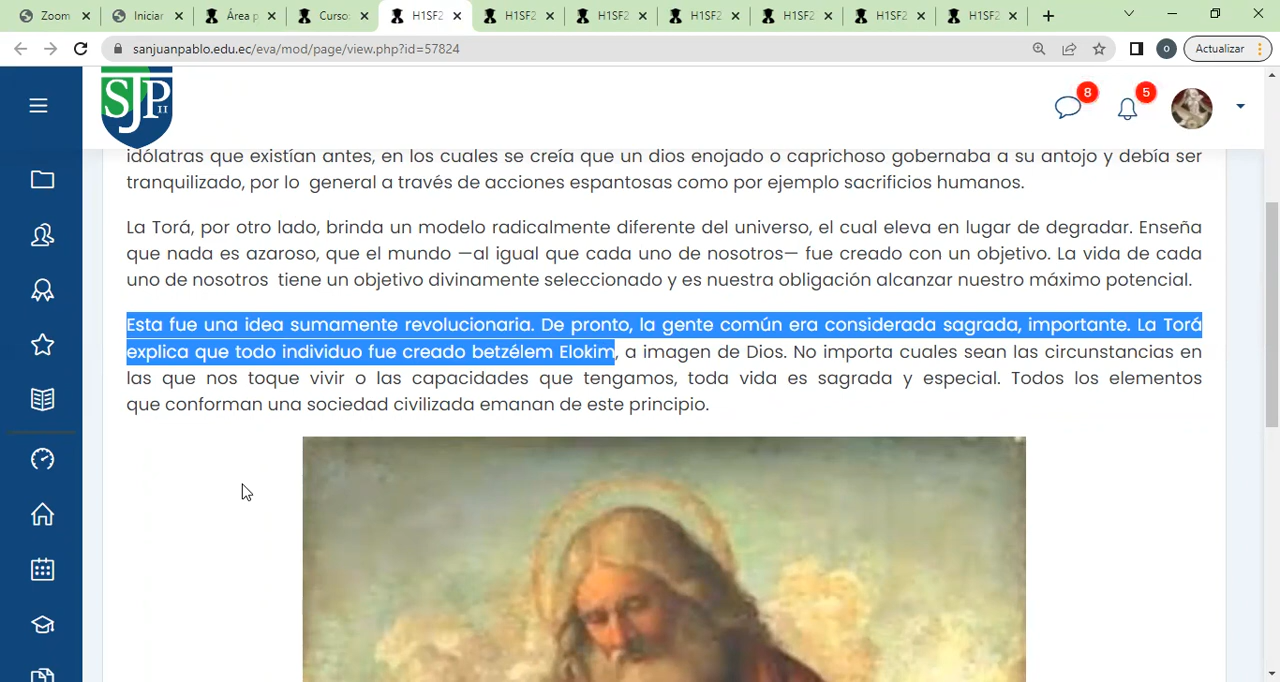 Zoom
Iniciar
Área p
Curso:
H1SF2
H1SF2
H1SF2
H1SF2
H1SF2
H1SF2
H1SF2
sanjuanpablo.edu.ec/eva/mod/page/view.php?id=57824
O
Actualizar
SJP
II
8
5
idólatras que existían antes, en los cuales se creía que un dios enojado o caprichoso gobernaba a su antojo y debía ser
tranquilizado, por lo general a través de acciones espantosas como por ejemplo sacrificios humanos.
La Torá, por otro lado, brinda un modelo radicalmente diferente del universo, el cual eleva en lugar de degradar. Enseña
que nada es azaroso, que el mundo —al igual que cada uno de nosotros— fue creado con un objetivo. La vida de cada
uno de nosotros tiene un objetivo divinamente seleccionado y es nuestra obligación alcanzar nuestro máximo potencial.
Esta fue una idea sumamente revolucionaria. De pronto, la gente común era considerada sagrada, importante. La Torá
explica que todo individuo fue creado betzélem Elokim, a imagen de Dios. No importa cuales sean las circunstancias en
las que nos toque vivir o las capacidades que tengamos, toda vida es sagrada y especial. Todos los elementos
que conforman una sociedad civilizada emanan de este principio.